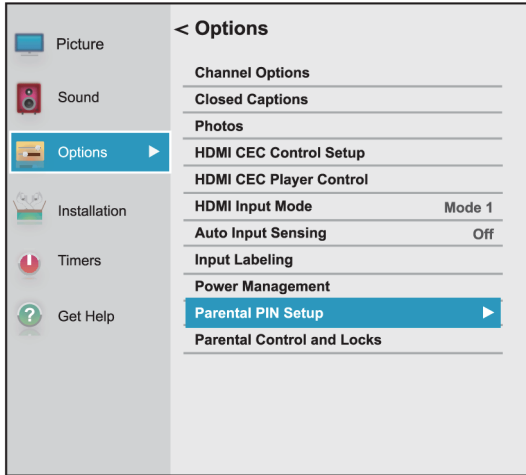 Picture
Sound
Options
Installation
Timers
Get Help
< Options
Channel Options
Closed Captions
Photos
HDMI CEC Control Setup
HDMI CEC Player Control
HDMI Input Mode Mode 1
Auto Input Sensing Off
Input Labeling
Power Management
Parental PIN Setup
Parental Control and Locks